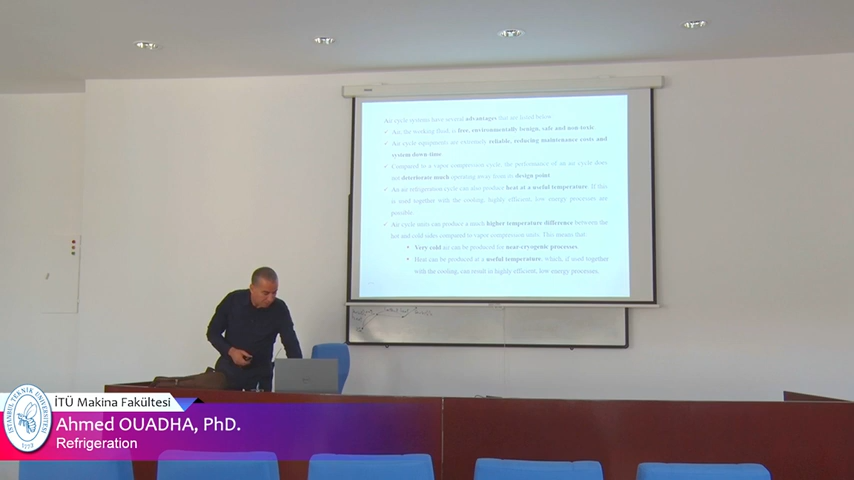 Air cycle systems have several advantages that are listed below:
Air, the working fluid, is free, environmentally benign, safe and non-toxic
Air cycle equipments are extremely reliable, reducing maintenance costs and
system down time
Compared to a vapor compression cycle, the performance of an air cycle does
not deteriorate much operating away from its design point
An air refrigeration cycle can also produce heat at a useful temperature. If this
is used together with the cooling, highly efficient, low energy processes are
possible
Air cycle units can produce a much higher temperature difference between the
hot and cold sides compared to vapor compression units. This means that:
Very cold air can be produced for near-cryogenic processes
Heat can be produced at a useful temperature, which, if used together
with the cooling, can result in highly efficient, low energy processes.
İTÜ Makina Fakültesi
Ahmed OUADHA, PhD.
Refrigeration
İSTANBUL TEKNİK ÜNİVERSİTESİ
1773